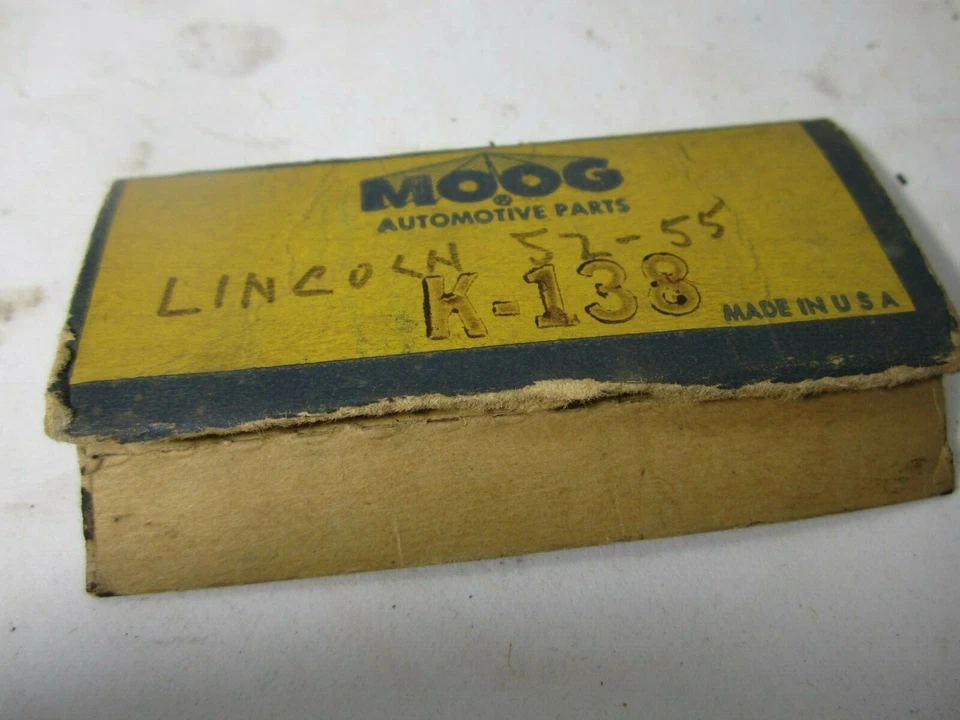 MOOG®
AUTOMOTIVE PARTS
LINCOLN 52-55
K-138
MADE IN U S A